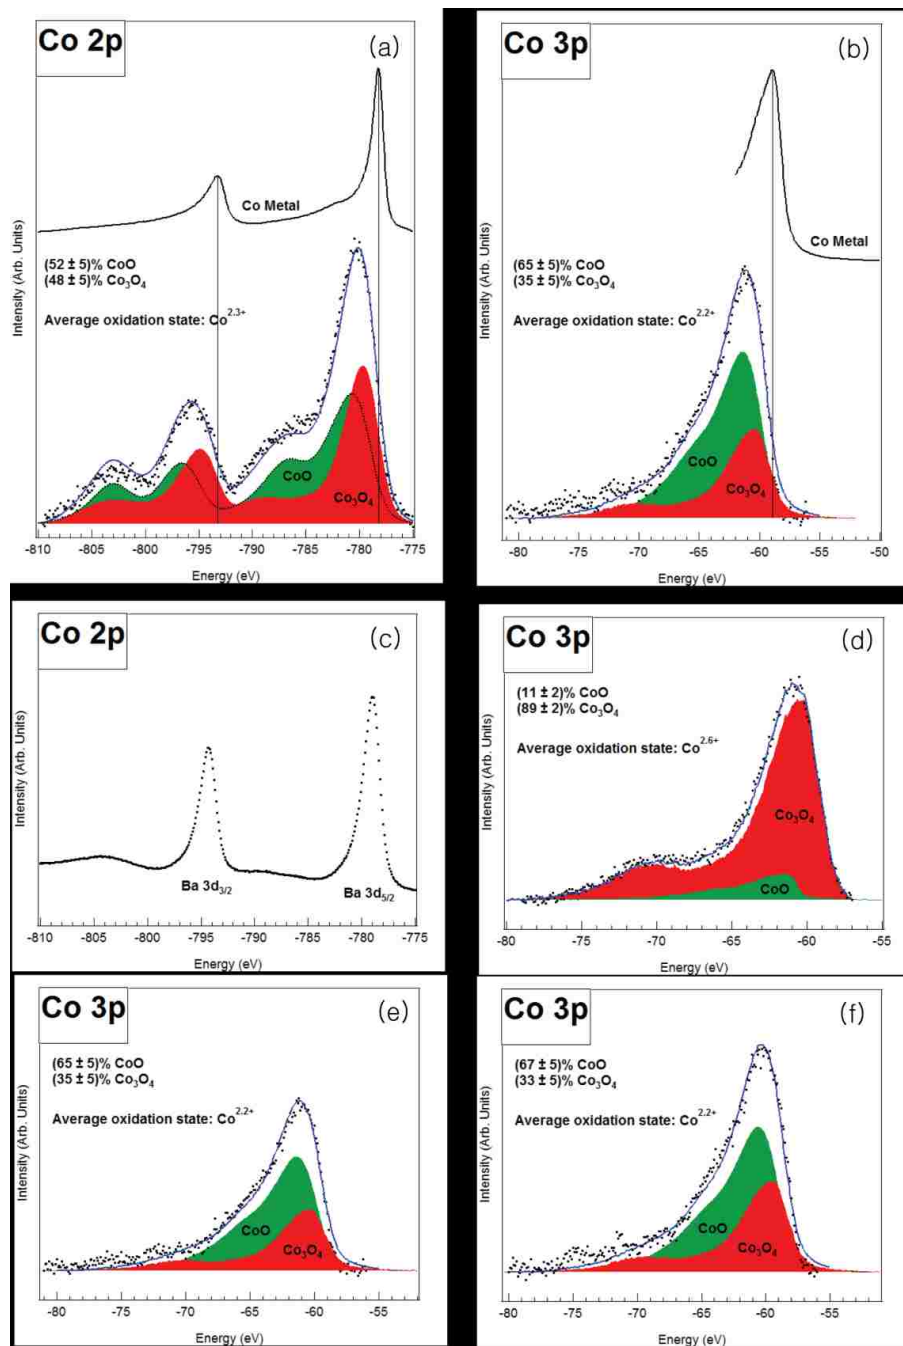 Co 2p
(a)
Co Metal
(52 ± 5)% CoO
(48 ± 5)% Co₃O₄
Average oxidation state: Co²·³⁺
CoO
Co₃O₄
Intensity (Arb. Units)
-810 -805 -800 -795 -790 -785 -780 -775
Energy (eV)
Co 3p
(b)
Co Metal
(65 ± 5)% CoO
(35 ± 5)% Co₃O₄
Average oxidation state: Co²·²⁺
CoO
Co₃O₄
Intensity (Arb. Units)
-80 -75 -70 -65 -60 -55 -50
Energy (eV)
Co 2p
(c)
Ba 3d₃/₂
Ba 3d₅/₂
Intensity (Arb. Units)
-810 -805 -800 -795 -790 -785 -780 -775
Energy (eV)
Co 3p
(d)
(11 ± 2)% CoO
(89 ± 2)% Co₃O₄
Average oxidation state: Co²·⁶⁺
Co₃O₄
CoO
Intensity (Arb. Units)
-80 -75 -70 -65 -60 -55
Energy (eV)
Co 3p
(e)
(65 ± 5)% CoO
(35 ± 5)% Co₃O₄
Average oxidation state: Co²·²⁺
CoO
Co₃O₄
Intensity (Arb. Units)
-80 -75 -70 -65 -60 -55
Energy (eV)
Co 3p
(f)
(67 ± 5)% CoO
(33 ± 5)% Co₃O₄
Average oxidation state: Co²·²⁺
CoO
Co₃O₄
Intensity (Arb. Units)
-80 -75 -70 -65 -60 -55
Energy (eV)